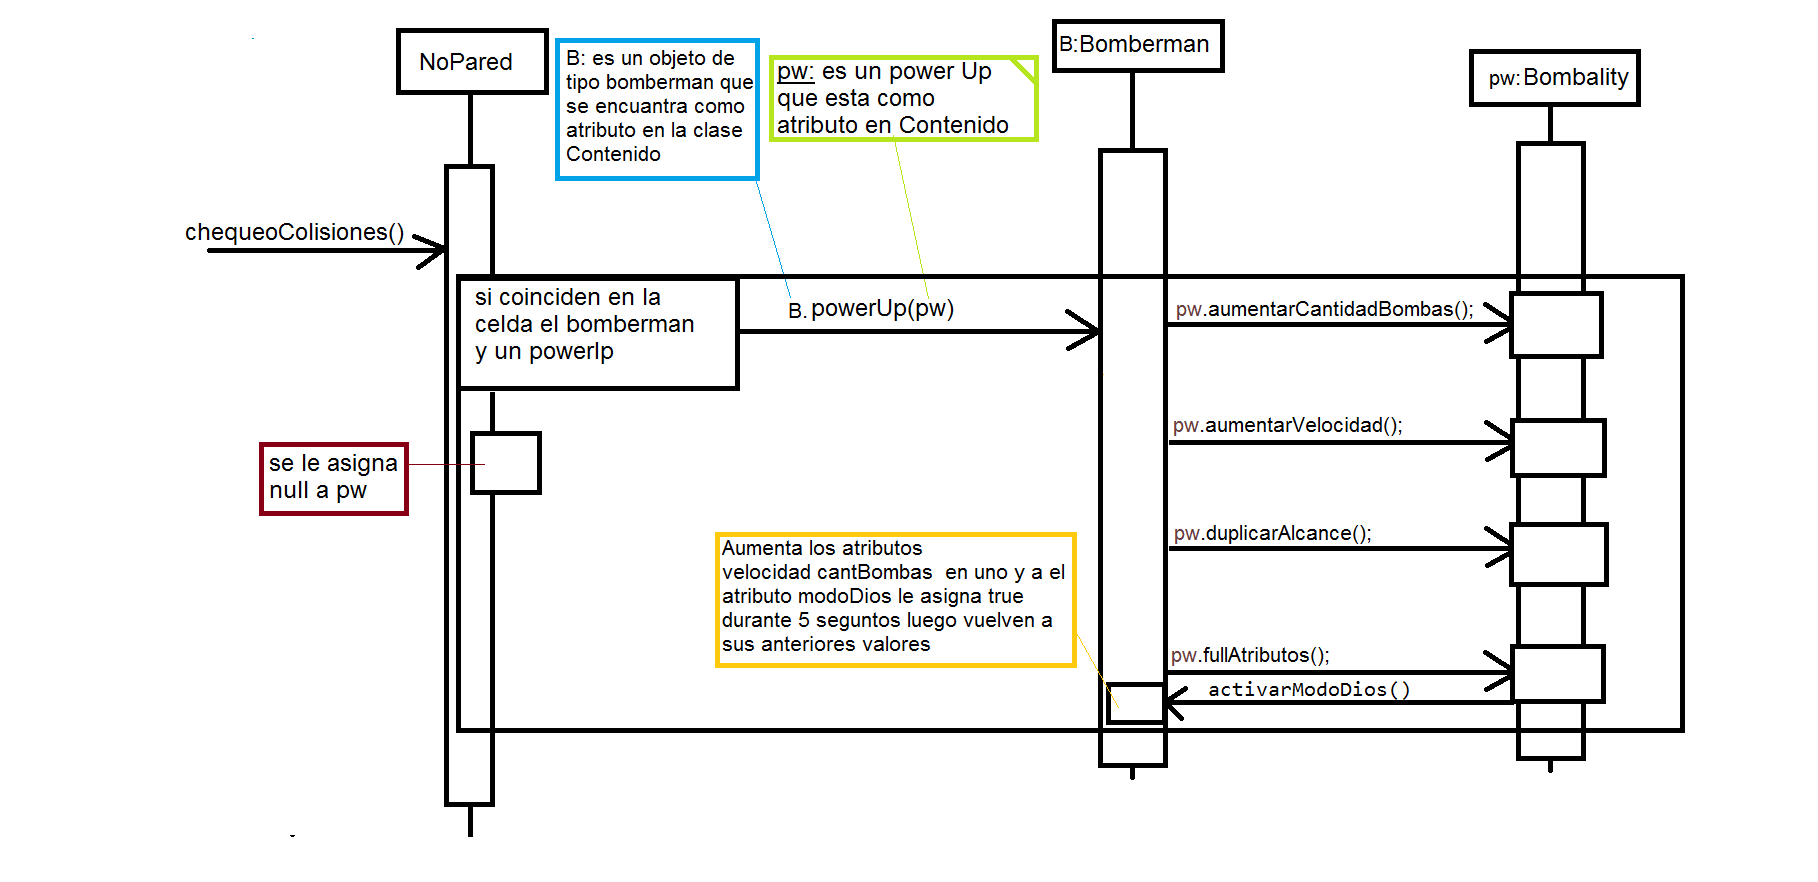 NoPared
B: es un objeto de
tipo bomberman que
se encuantra como
atributo en la clase
Contenido
pw: es un power Up
que esta como
atributo en Contenido
B:Bomberman
pw:Bombality
chequeoColisiones()
si coinciden en la
celda el bomberman
y un powerIp
B. powerUp(pw)
pw.aumentarCantidadBombas();
pw.aumentarVelocidad();
se le asigna
null a pw
pw.duplicarAlcance();
Aumenta los atributos
velocidad cantBombas en uno y a el
atributo modoDios le asigna true
durante 5 seguntos luego vuelven a
sus anteriores valores
pw.fullAtributos();
activarModoDios()